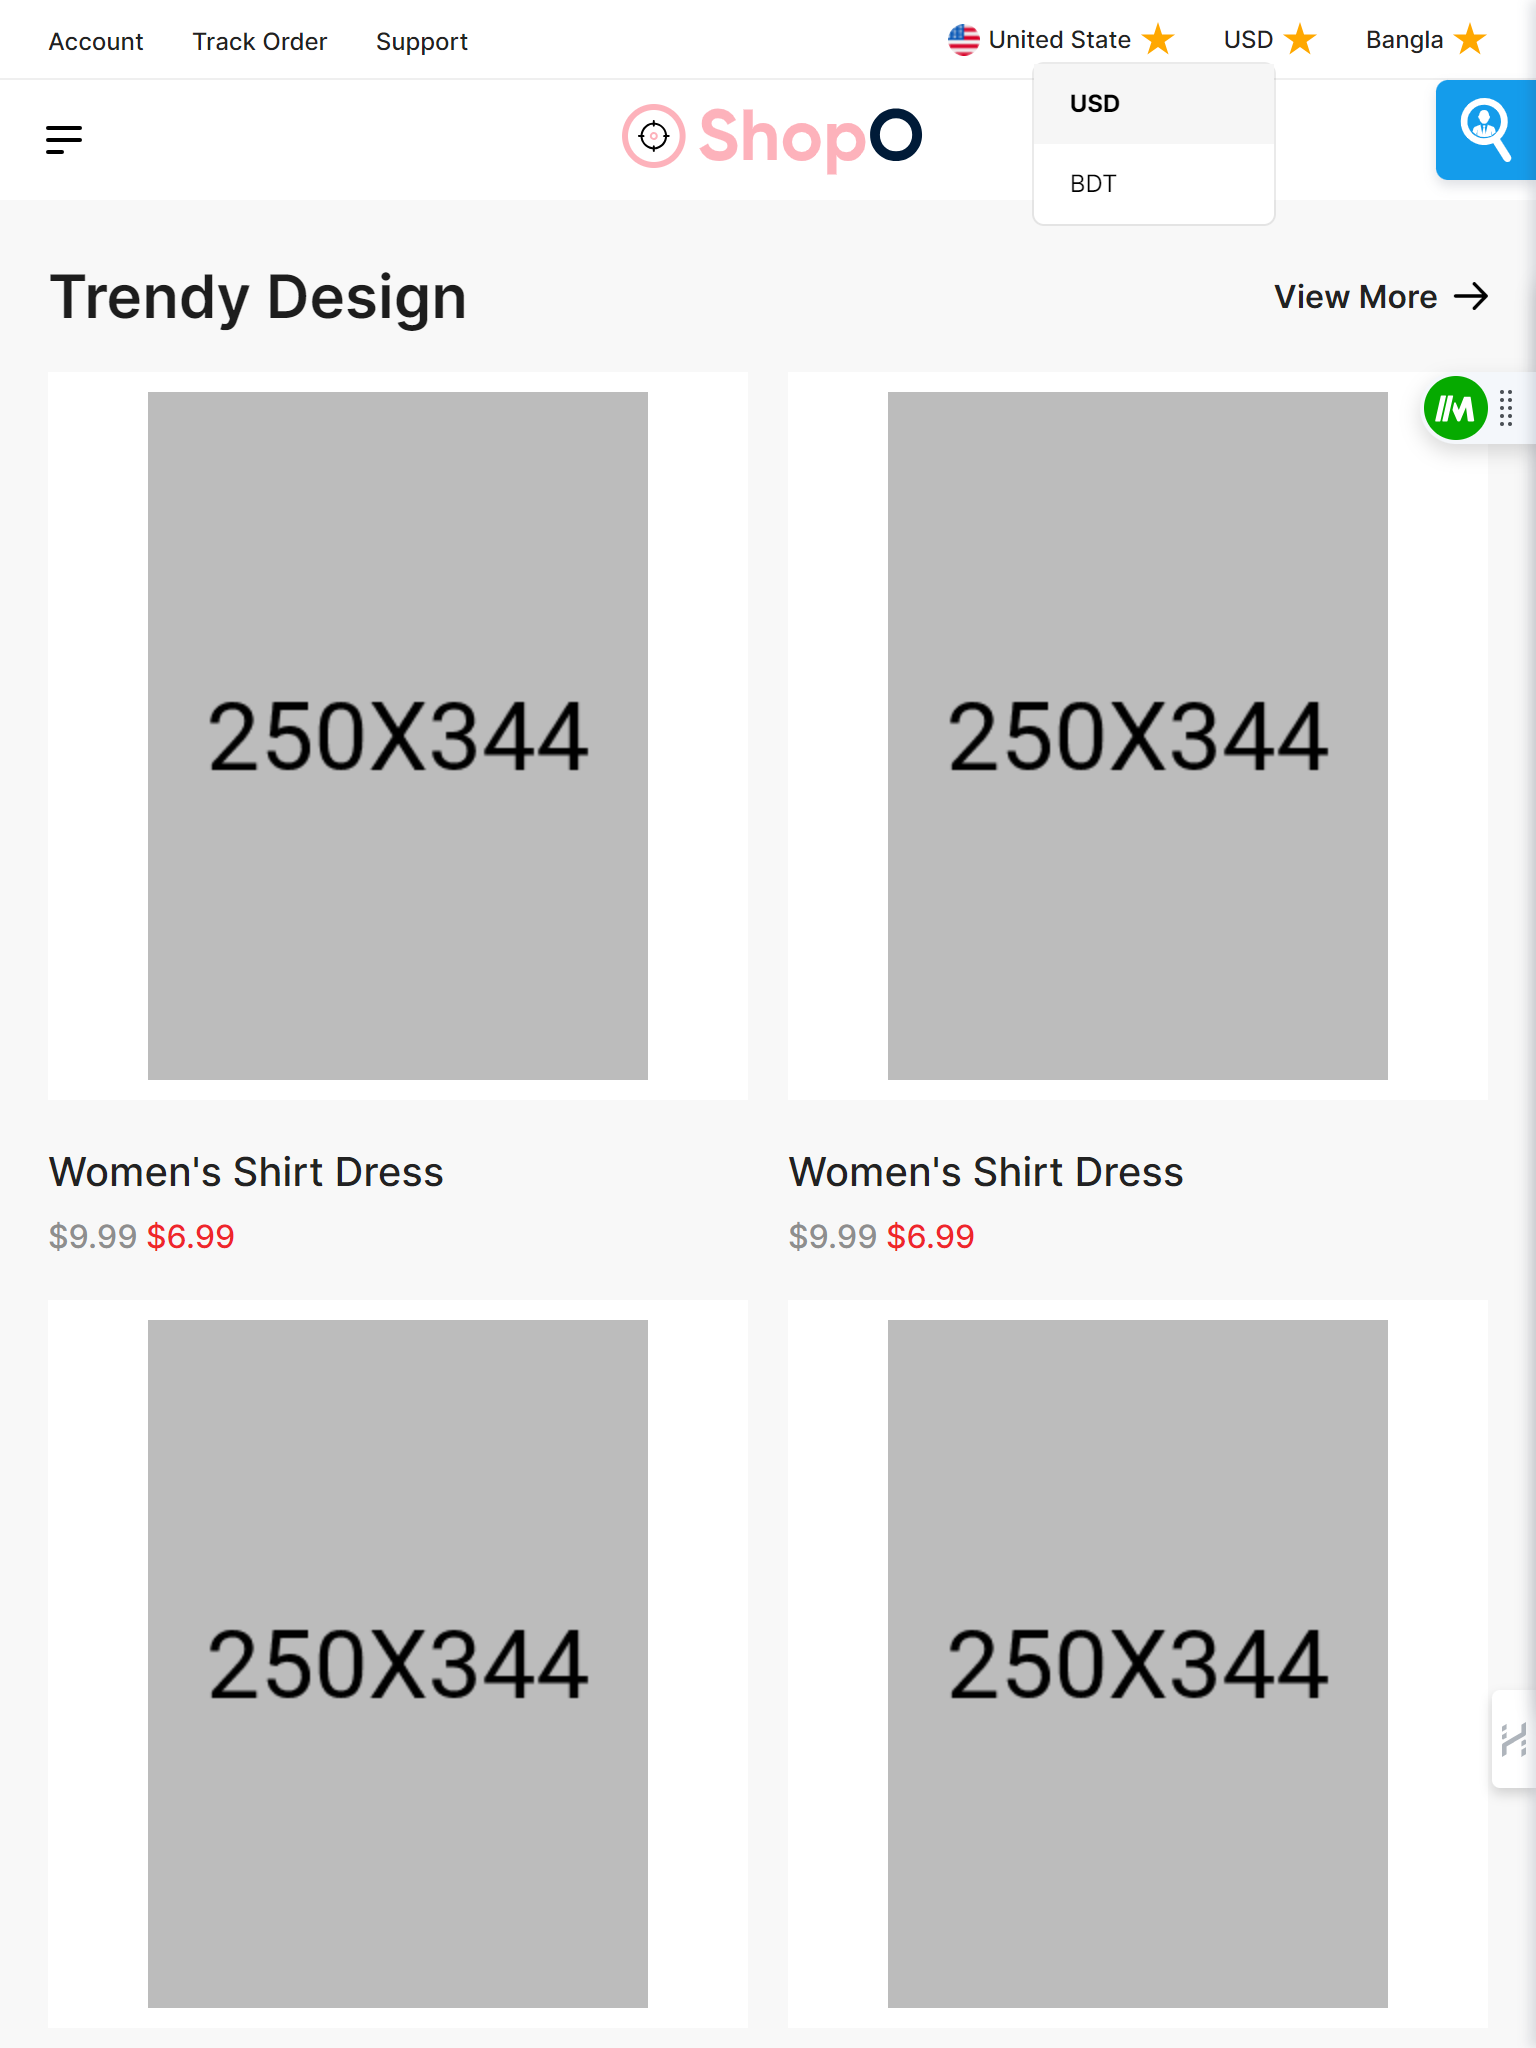 Account Track Order Support United State USD Bangla
USD
ShopO
BDT
Trendy Design View More
250X344 250X344
Women's Shirt Dress Women's Shirt Dress
$9.99 $6.99 $9.99 $6.99
250X344 250X344